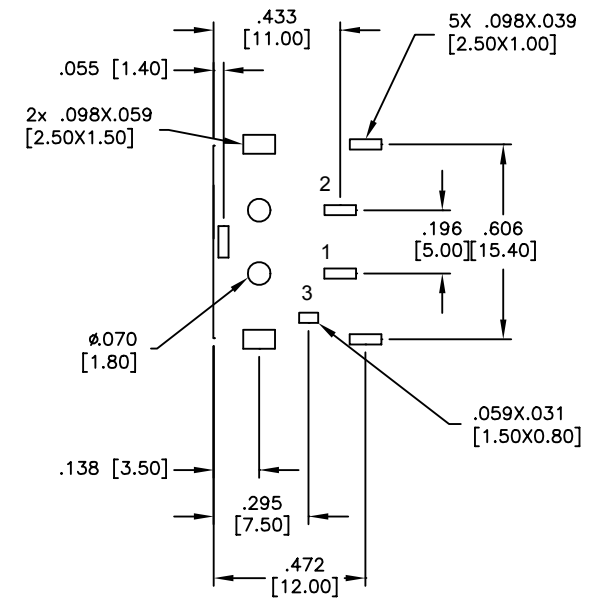 .433
[11.00]
5X .098X.039
[2.50X1.00]
.055 [1.40]
2x .098X.059
[2.50X1.50]
2
.196
[5.00]
.606
[15.40]
1
3
ø.070
[1.80]
.059X.031
[1.50X0.80]
.138 [3.50]
.295
[7.50]
.472
[12.00]